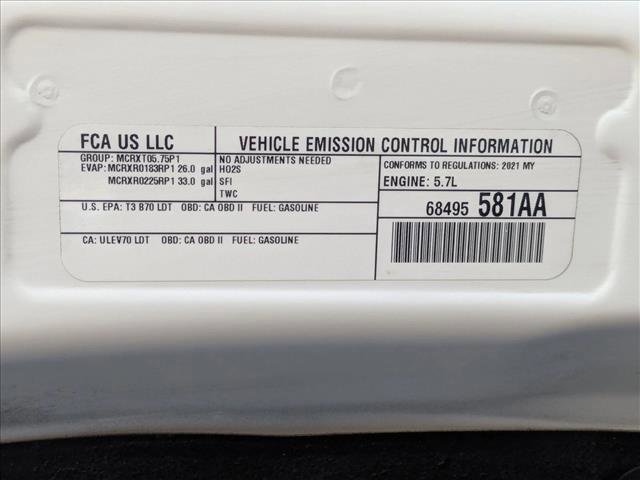 FCA US LLC
VEHICLE EMISSION CONTROL INFORMATION
GROUP: MCRXT05.75P1
EVAP: MCRXR0183RP1 26.0 gal
MCRXR0225RP1 33.0 gal
NO ADJUSTMENTS NEEDED
HO2S
SFI
TWC
CONFORMS TO REGULATIONS: 2021 MY
ENGINE: 5.7L
U.S. EPA: T3 B70 LDT OBD: CA OBD II FUEL: GASOLINE
68495 581AA
CA: ULEV70 LDT OBD: CA OBD II FUEL: GASOLINE